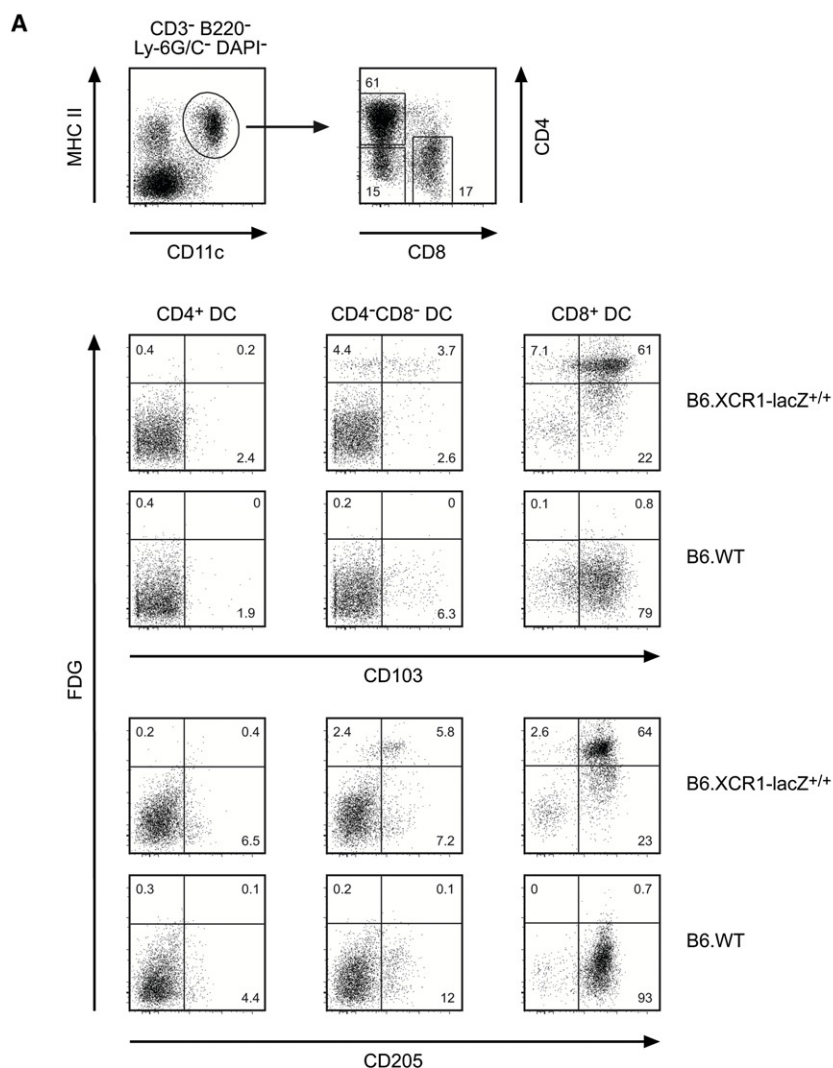 A
CD3⁻ B220⁻
Ly-6G/C⁻ DAPI⁻
MHC II
CD11c
61
15
17
CD4
CD8
CD4⁺ DC
CD4⁻CD8⁻ DC
CD8⁺ DC
0.4 0.2
2.4
4.4 3.7
2.6
7.1 61
22
B6.XCR1-lacZ⁺/⁺
0.4 0
1.9
0.2 0
6.3
0.1 0.8
79
B6.WT
CD103
FDG
0.2 0.4
6.5
2.4 5.8
7.2
2.6 64
23
B6.XCR1-lacZ⁺/⁺
0.3 0.1
4.4
0.2 0.1
12
0 0.7
93
B6.WT
CD205